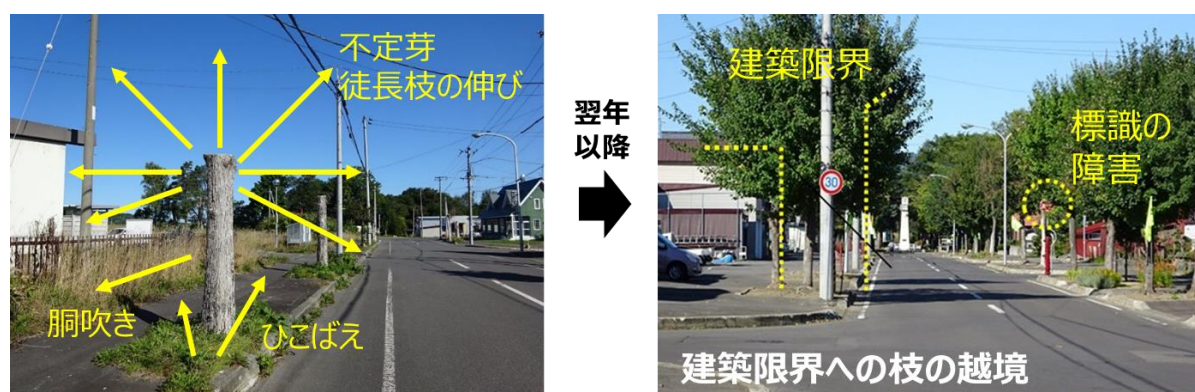 不定芽
徒長枝の伸び
胴吹き
ひこばえ
翌年
以降
建築限界
30
標識の
障害
建築限界への枝の越境